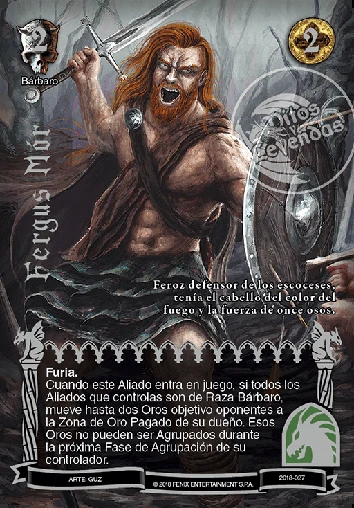 2
2
Bárbaro
Mitos
y
Leyendas
Fergus Mór
Feroz defensor de los escoceses,
tenía el cabello del color del
fuego y la fuerza de once osos.
Furia.
Cuando este Aliado entra en juego, si todos los
Aliados que controlas son de Raza Bárbaro,
mueve hasta dos Oros objetivo oponentes a
la Zona de Oro Pagado de su dueño. Esos
Oros no pueden ser Agrupados durante
la próxima Fase de Agrupación de su
controlador.
ARTE: GUZ
© 2018 FENIX ENTERTAINMENT S.P.A.
2018-027